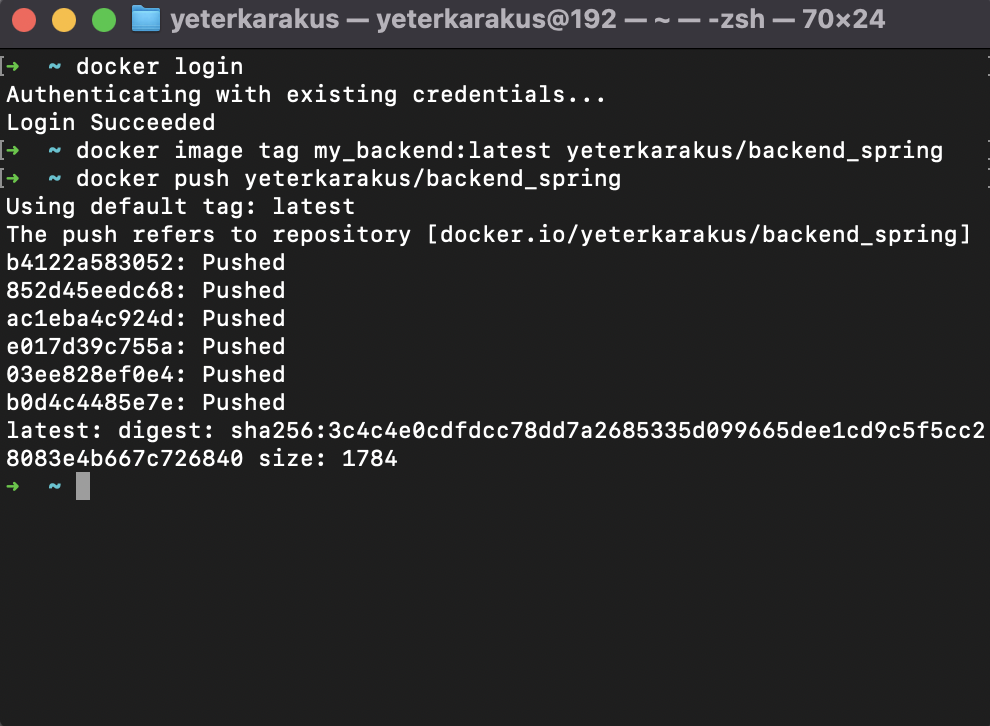 yeterkarakus — yeterkarakus@192 — ~ — -zsh — 70×24
[➜  ~ docker login
Authenticating with existing credentials...
Login Succeeded
[➜  ~ docker image tag my_backend:latest yeterkarakus/backend_spring
[➜  ~ docker push yeterkarakus/backend_spring
Using default tag: latest
The push refers to repository [docker.io/yeterkarakus/backend_spring]
b4122a583052: Pushed
852d45eedc68: Pushed
ac1eba4c924d: Pushed
e017d39c755a: Pushed
03ee828ef0e4: Pushed
b0d4c4485e7e: Pushed
latest: digest: sha256:3c4c4e0cdfdcc78dd7a2685335d099665dee1cd9c5f5cc2
8083e4b667c726840 size: 1784
➜  ~